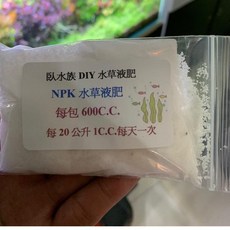 臥水族 DIY 水草液肥
NPK 水草液肥
每包 600C.C.
每 20 公升 1C.C.每天一次